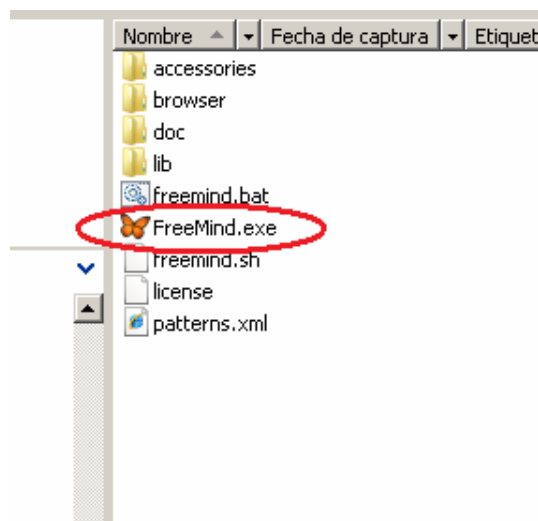 Nombre Fecha de captura Etiquet
accessories
browser
doc
lib
freemind.bat
FreeMind.exe
freemind.sh
license
patterns.xml